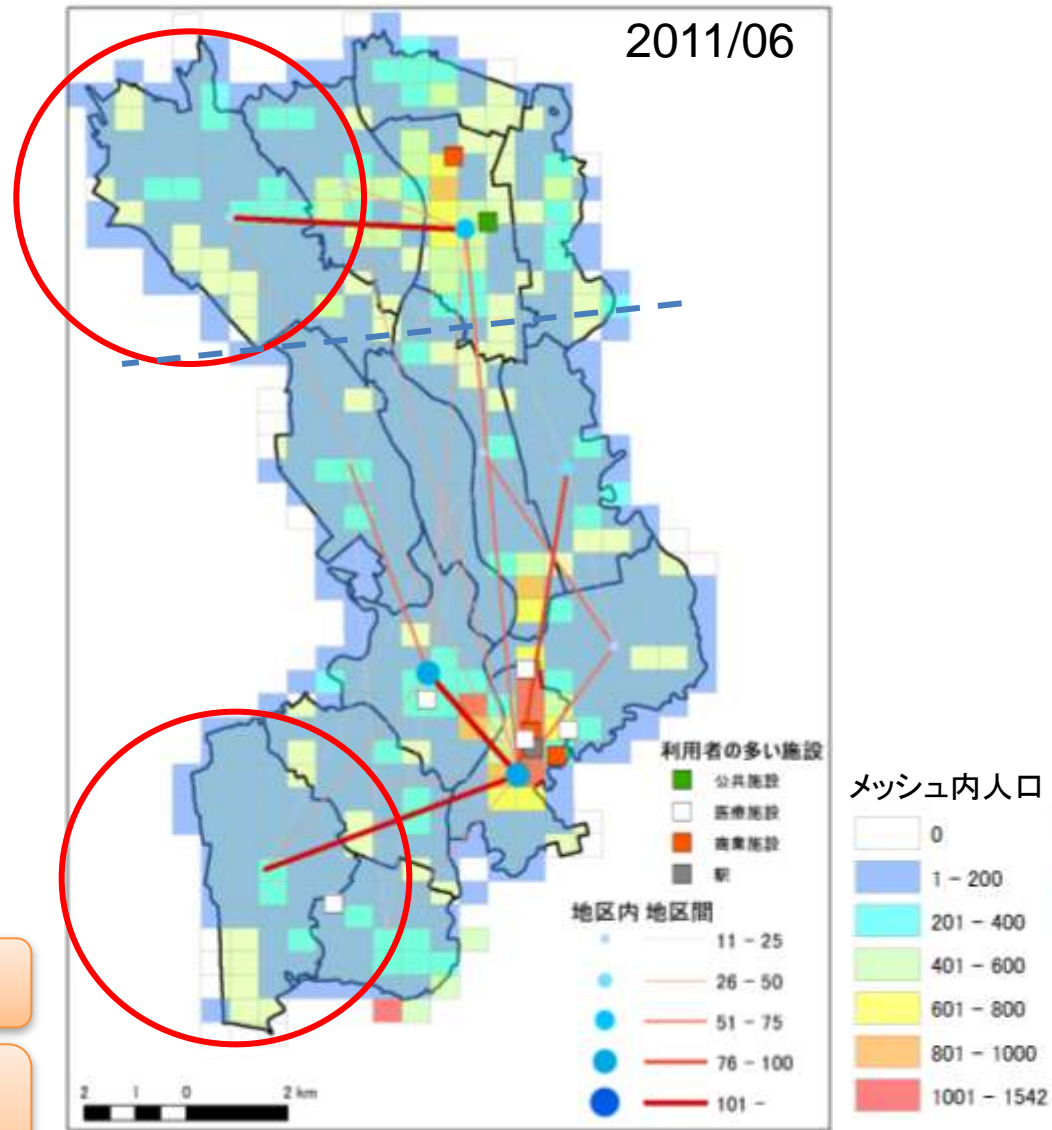 2011/06
利用者の多い施設
公共施設
医療施設
商業施設
駅
地区内 地区間
11 - 25
26 - 50
51 - 75
76 - 100
101 -
メッシュ内人口
0
1 - 200
201 - 400
401 - 600
601 - 800
801 - 1000
1001 - 1542
2 1 0 2 km